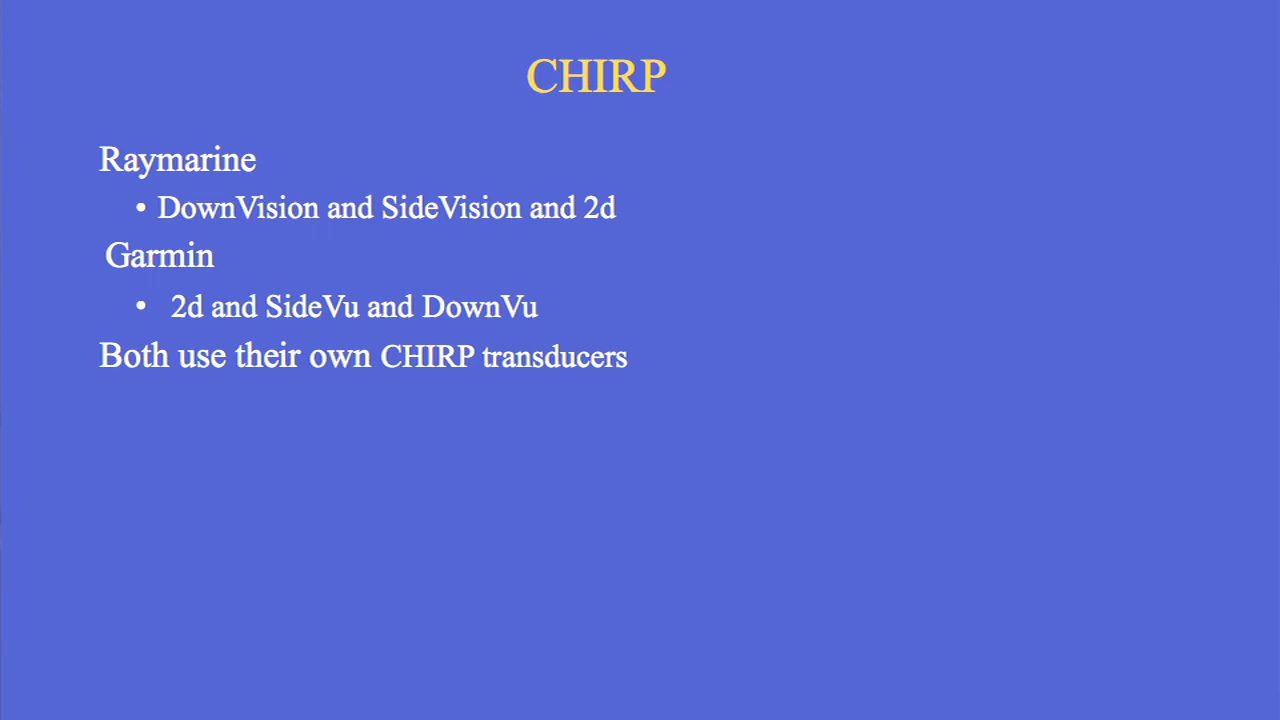 CHIRP
Raymarine
• DownVision and SideVision and 2d
Garmin
• 2d and SideVu and DownVu
Both use their own CHIRP transducers